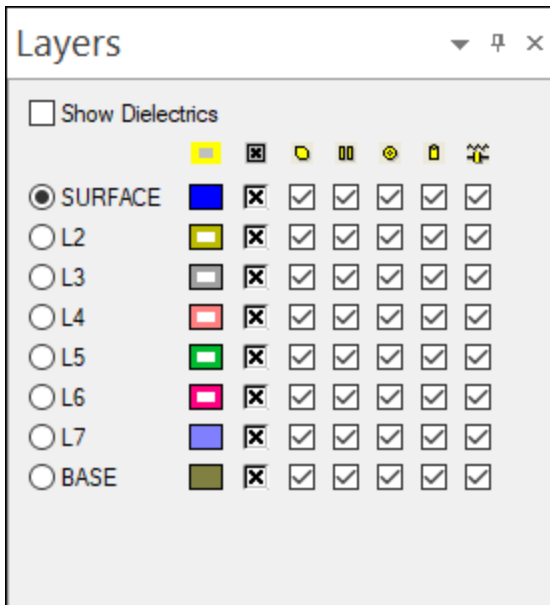 Layers
Show Dielectrics
SURFACE
L2
L3
L4
L5
L6
L7
BASE